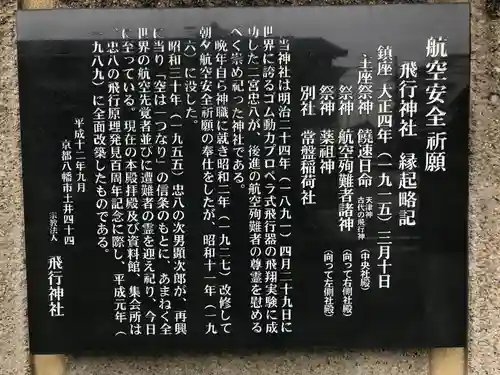 航空安全祈願
飛行神社　縁起略記
鎮座　大正四年（一九一五）三月十日
主座祭神　饒速日命　天津神　古代の飛行神（中央社殿）
祭神　航空殉難者諸神（向って右側社殿）
祭神　薬祖神（向って左側社殿）
別社　常盤稲荷社
当神社は明治二十四年（一八九一）四月二十九日に
世界に誇るゴム動力プロペラ式飛行器の飛翔実験に成
功した二宮忠八が、後進の航空殉難者の尊霊を慰める
べく崇め祀った神社である。
晩年自ら神職に就き昭和二年（一九二七）改修して
朝々航空安全祈願の奉仕をしたが、昭和十一年（一九
三六）に没した。
昭和三十年（一九五五）忠八の次男顕次郎が、再興
に当り「空は一つなり」の信条のもとに、あまねく全
世界の航空先覚者並びに遭難者の霊を迎え祀り、今日
に至っている。現在の本殿拝殿及び資料館、集会所は
、忠八の飛行原理発見百周年記念に際し、平成元年（
一九八九）に全面改築したものである。
平成十二年九月
京都八幡市土井四十四
宗教法人　飛行神社